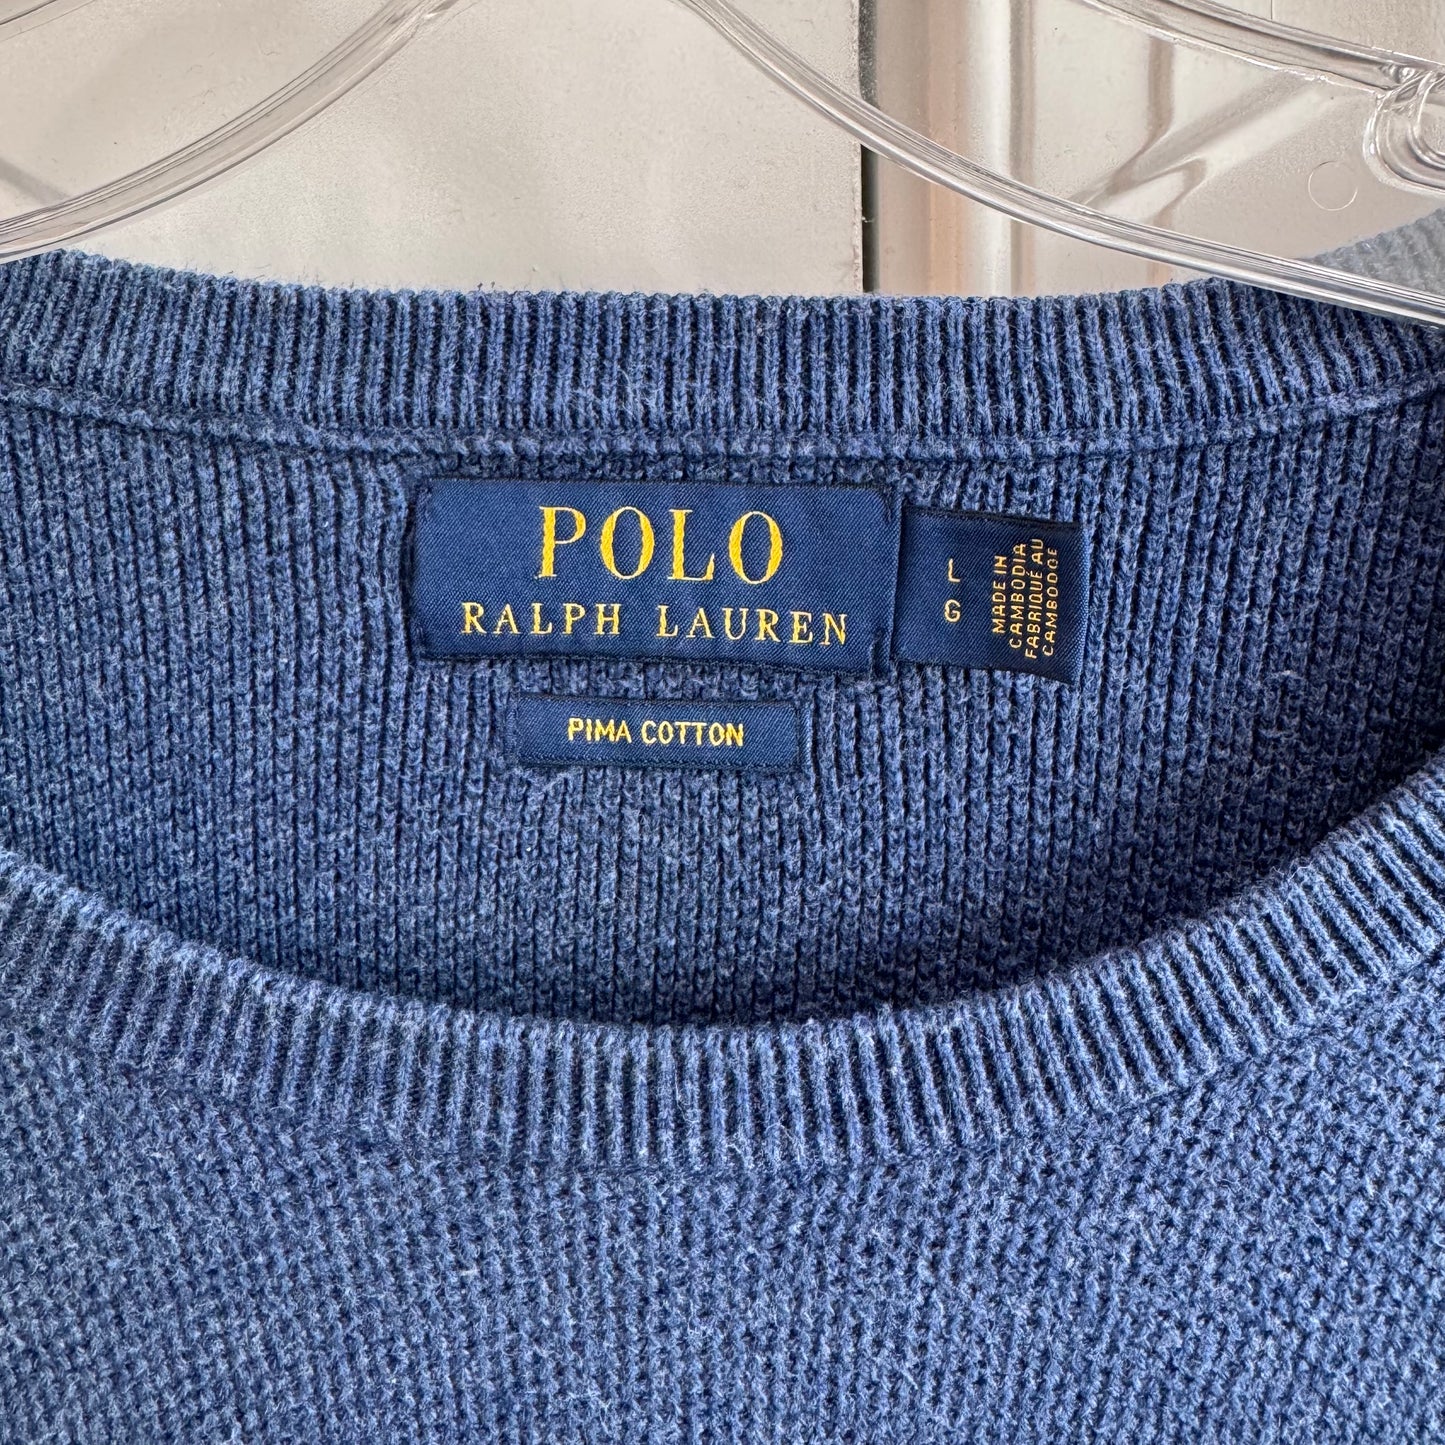 POLO
RALPH LAUREN
PIMA COTTON
L
G
MADE IN
CAMBODIA
FABRIQUÉ AU
CAMBODGE